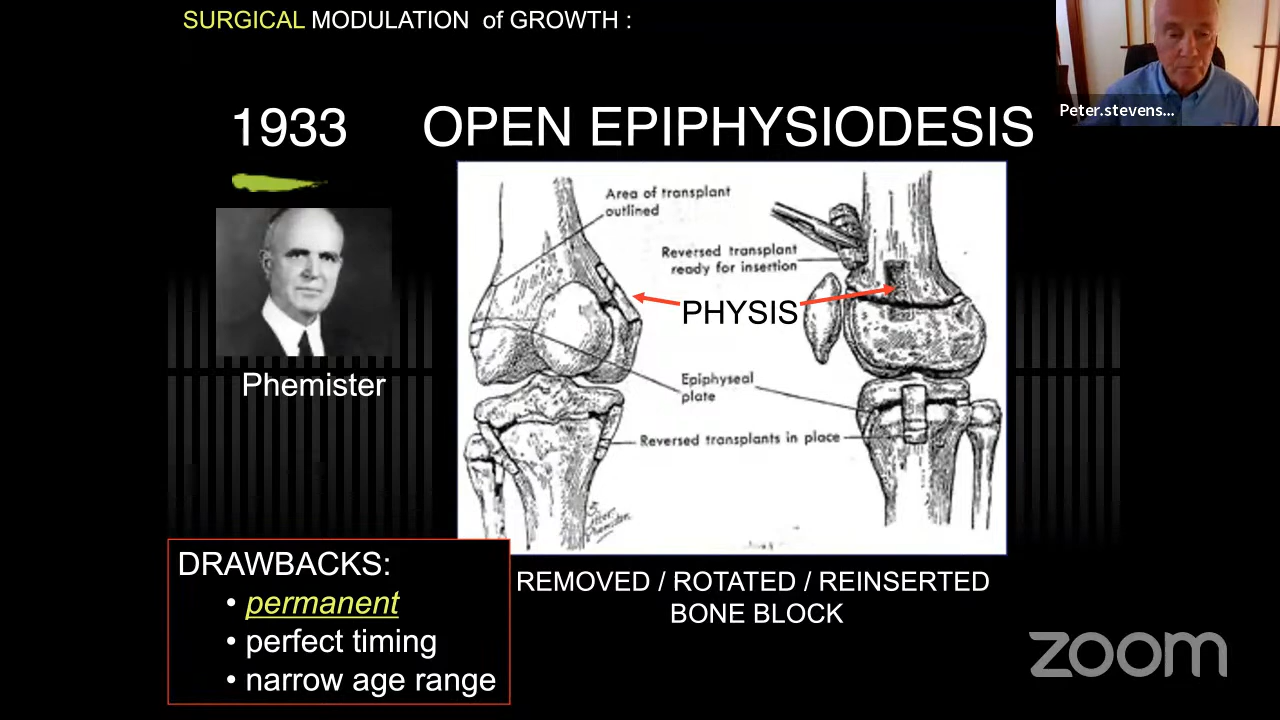 SURGICAL MODULATION of GROWTH :
Peter.stevens...
1933 OPEN EPIPHYSIODESIS
Area of transplant
outlined
Reversed transplant
ready for insertion
PHYSIS
Phemister
Epiphyseal
plate
Reversed transplants in place
DRAWBACKS:
• permanent
• perfect timing
• narrow age range
REMOVED / ROTATED / REINSERTED
BONE BLOCK
zoom